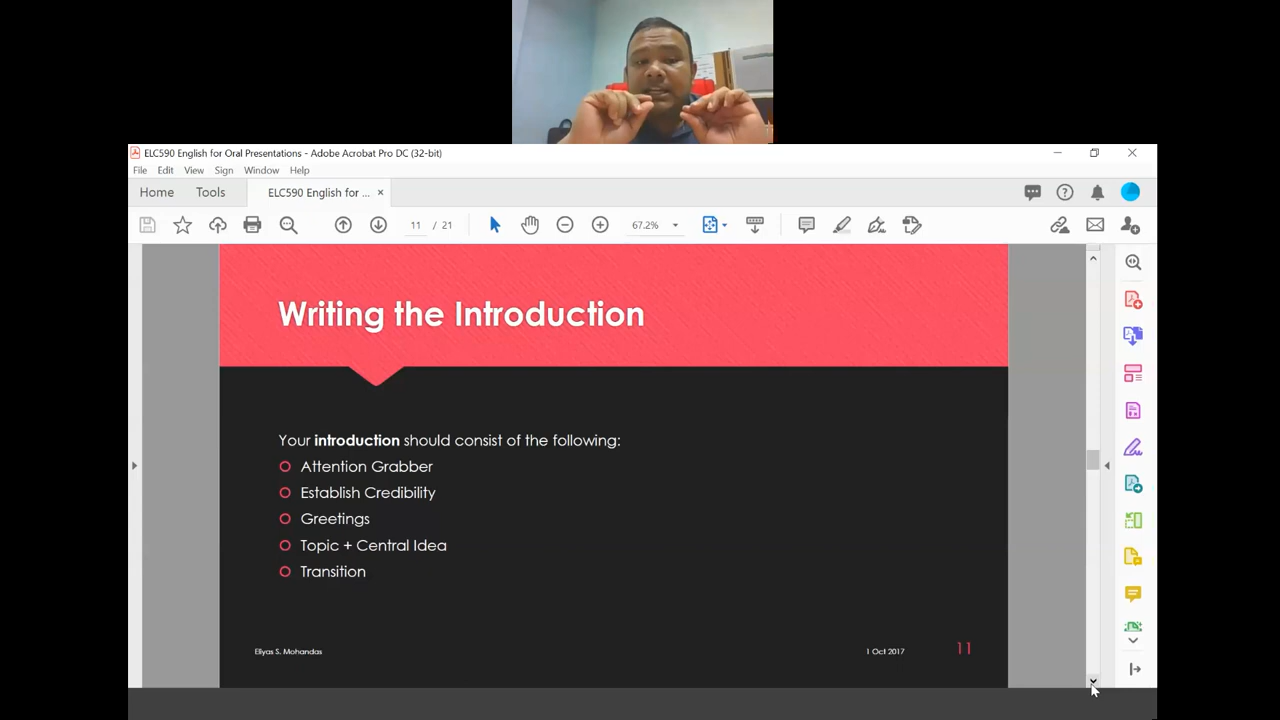 ELC590 English for Oral Presentations - Adobe Acrobat Pro DC (32-bit)
File Edit View Sign Window Help
Home Tools ELC590 English for ... ×
11 / 21 67.2%
Writing the Introduction
Your introduction should consist of the following:
Attention Grabber
Establish Credibility
Greetings
Topic + Central Idea
Transition
Ellyas S. Mohandas 1 Oct 2017 11